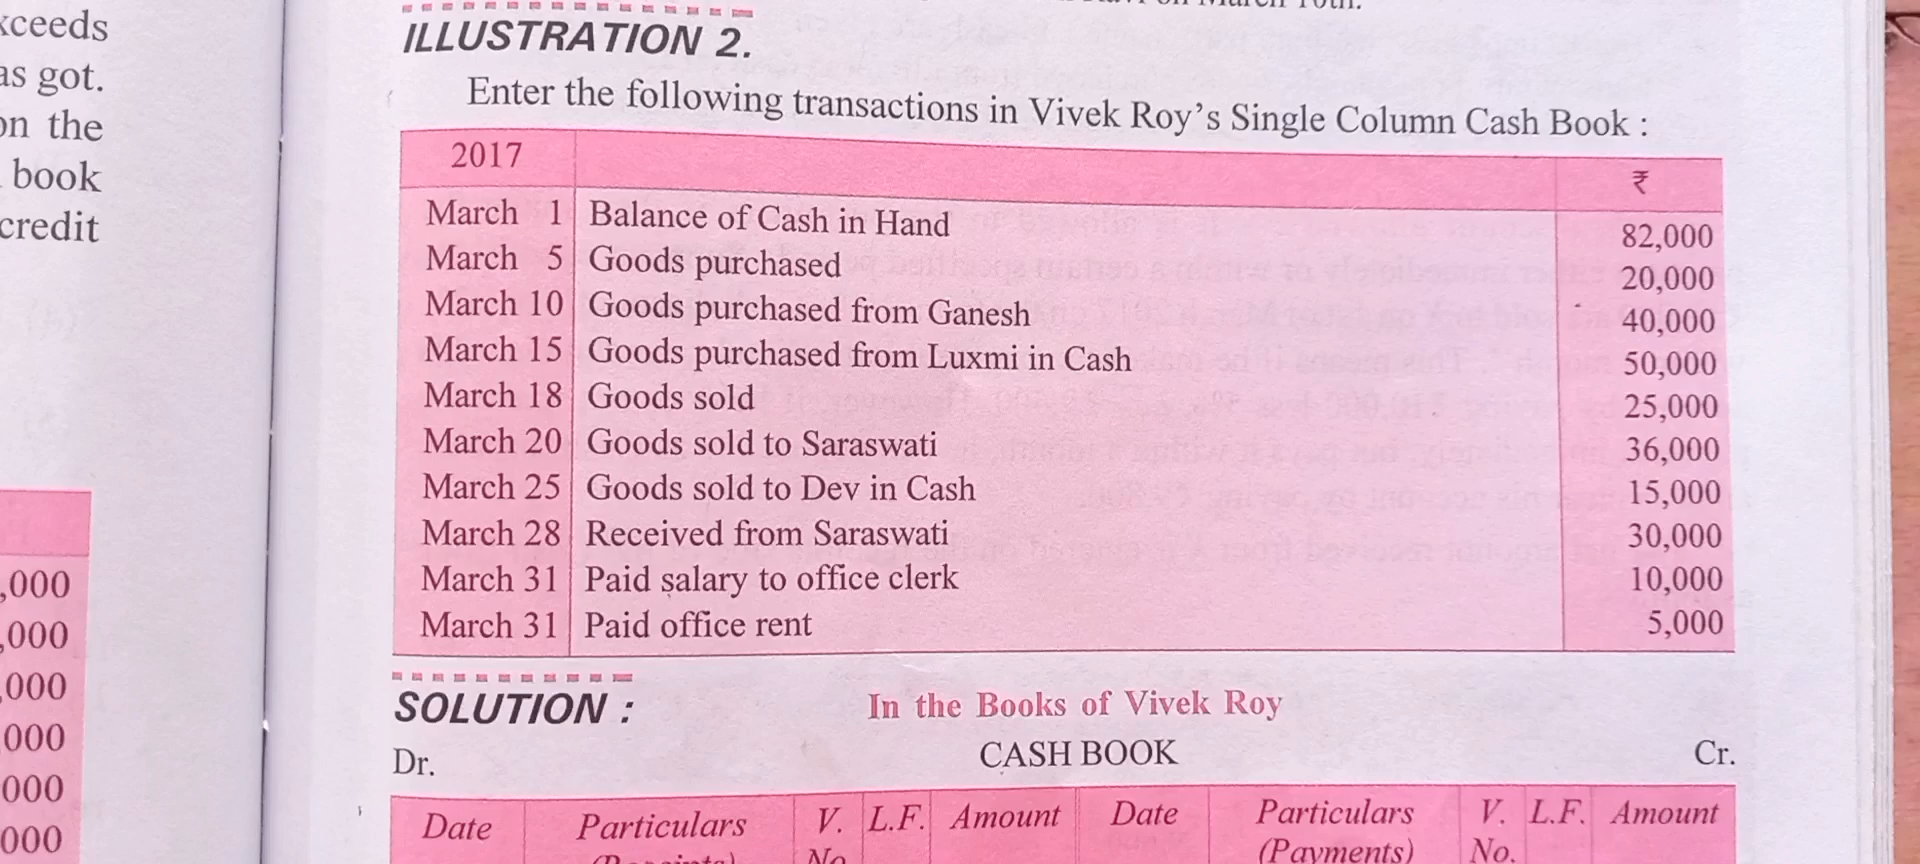 xceeds
as got.
on the
book
credit
,000
,000
,000
000
000
000
ILLUSTRATION 2.
Enter the following transactions in Vivek Roy's Single Column Cash Book :
2017 ₹
March 1 Balance of Cash in Hand 82,000
March 5 Goods purchased 20,000
March 10 Goods purchased from Ganesh 40,000
March 15 Goods purchased from Luxmi in Cash 50,000
March 18 Goods sold 25,000
March 20 Goods sold to Saraswati 36,000
March 25 Goods sold to Dev in Cash 15,000
March 28 Received from Saraswati 30,000
March 31 Paid salary to office clerk 10,000
March 31 Paid office rent 5,000
SOLUTION : In the Books of Vivek Roy
Dr. CASH BOOK Cr.
Date Particulars V. L.F. Amount Date Particulars V. L.F. Amount
No. (Payments) No.